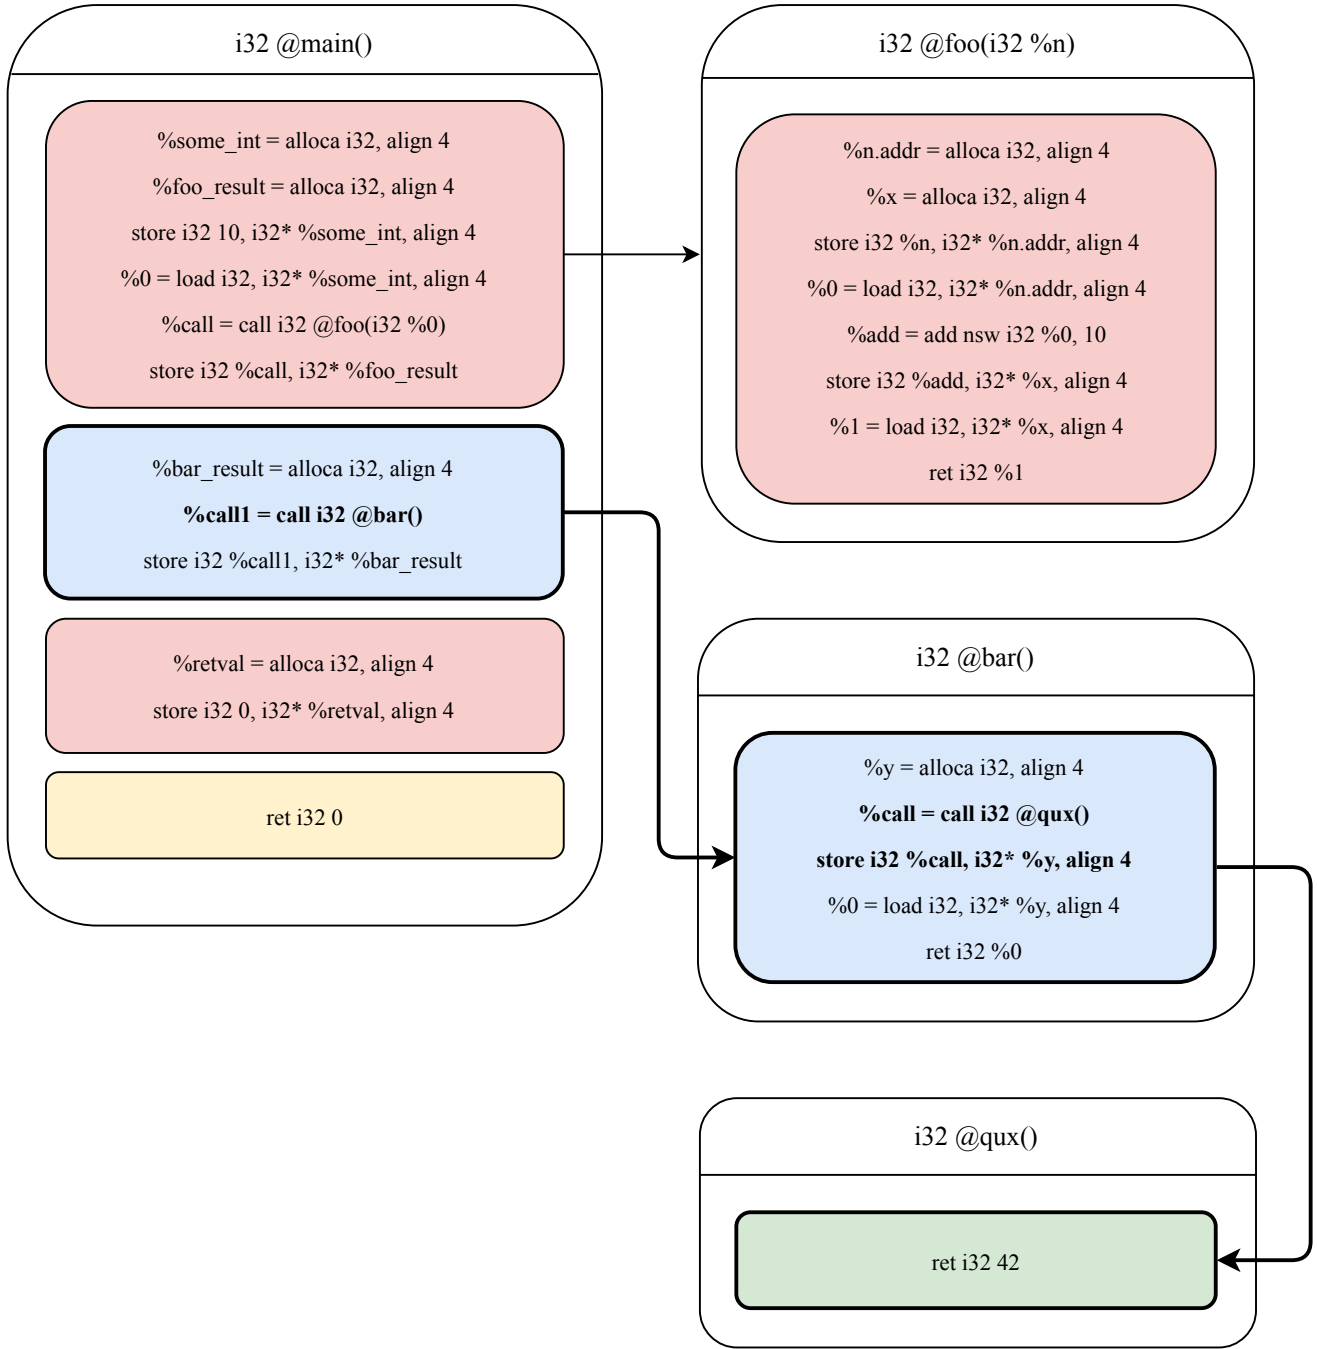 i32 @main()
%some_int = alloca i32, align 4
%foo_result = alloca i32, align 4
store i32 10, i32* %some_int, align 4
%0 = load i32, i32* %some_int, align 4
%call = call i32 @foo(i32 %0)
store i32 %call, i32* %foo_result
%bar_result = alloca i32, align 4
%call1 = call i32 @bar()
store i32 %call1, i32* %bar_result
%retval = alloca i32, align 4
store i32 0, i32* %retval, align 4
ret i32 0
i32 @foo(i32 %n)
%n.addr = alloca i32, align 4
%x = alloca i32, align 4
store i32 %n, i32* %n.addr, align 4
%0 = load i32, i32* %n.addr, align 4
%add = add nsw i32 %0, 10
store i32 %add, i32* %x, align 4
%1 = load i32, i32* %x, align 4
ret i32 %1
i32 @bar()
%y = alloca i32, align 4
%call = call i32 @qux()
store i32 %call, i32* %y, align 4
%0 = load i32, i32* %y, align 4
ret i32 %0
i32 @qux()
ret i32 42